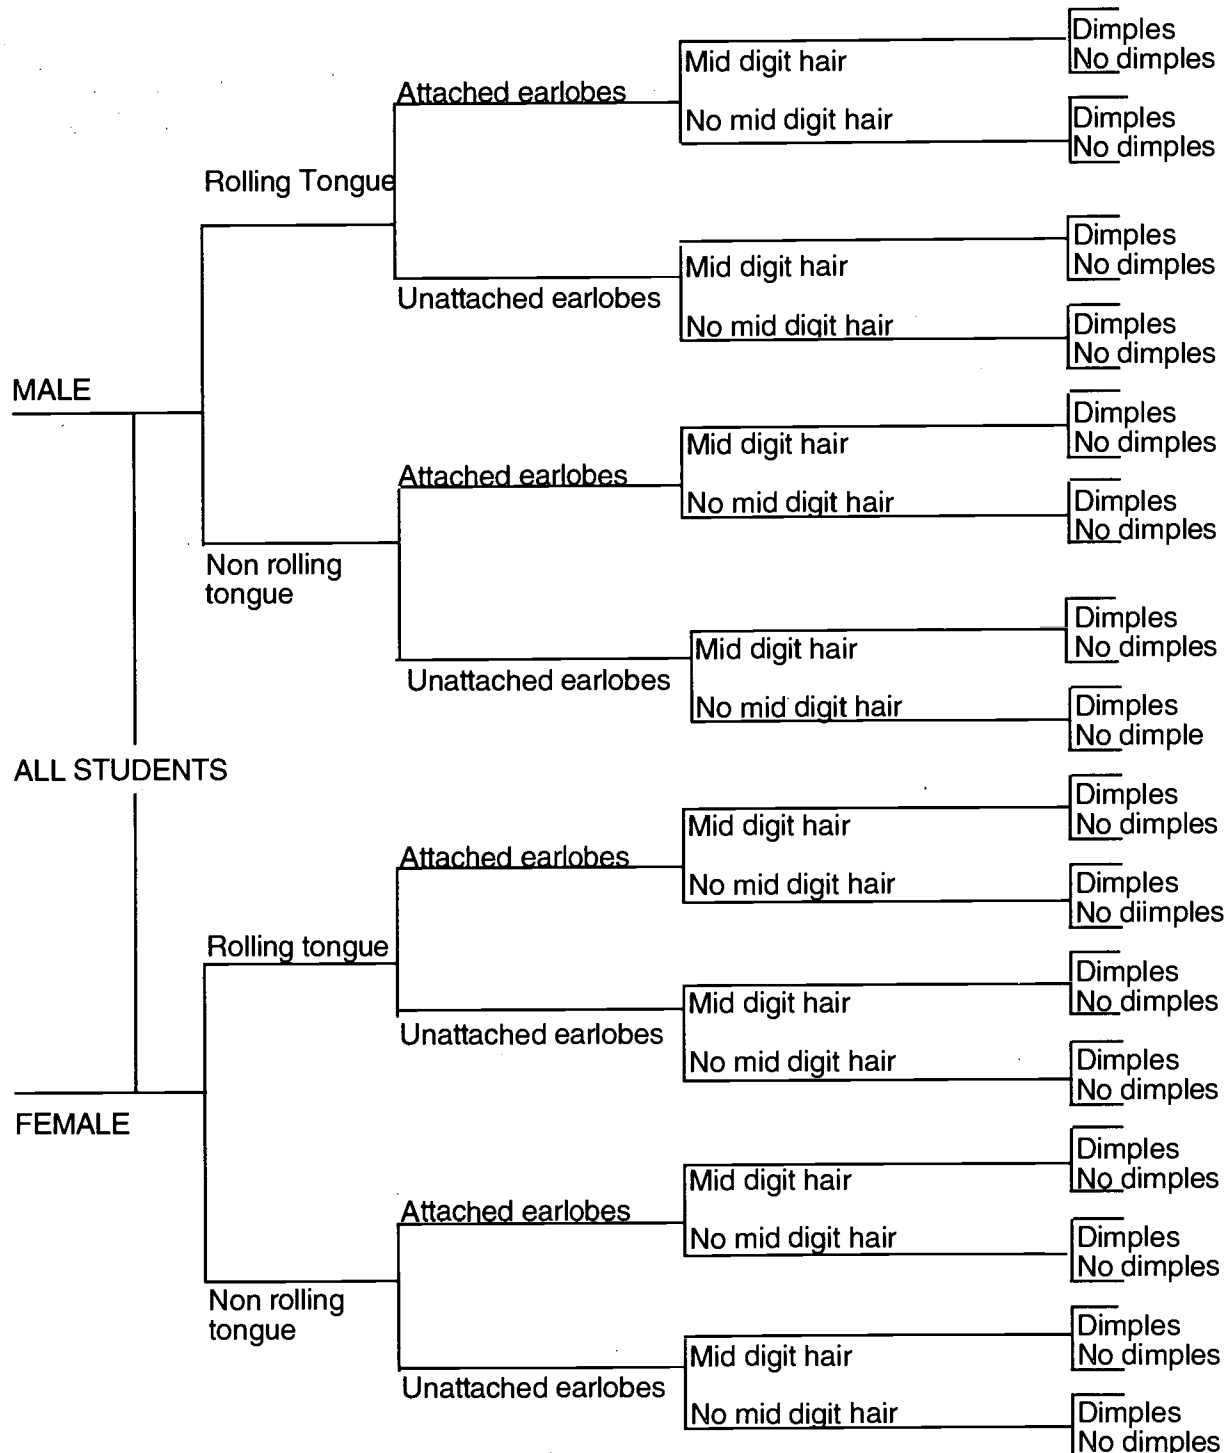 Dimples
Mid digit hair
No dimples
Attached earlobes
No mid digit hair
Dimples
No dimples
Rolling Tongue
Dimples
Mid digit hair
No dimples
Unattached earlobes
No mid digit hair
Dimples
No dimples
MALE
Dimples
Mid digit hair
No dimples
Attached earlobes
No mid digit hair
Dimples
No dimples
Non rolling
tongue
Dimples
Mid digit hair
No dimples
Unattached earlobes
No mid digit hair
Dimples
No dimple
ALL STUDENTS
Dimples
Mid digit hair
No dimples
Attached earlobes
No mid digit hair
Dimples
No diimples
Rolling tongue
Dimples
Mid digit hair
No dimples
Unattached earlobes
No mid digit hair
Dimples
No dimples
FEMALE
Dimples
Mid digit hair
No dimples
Attached earlobes
No mid digit hair
Dimples
No dimples
Non rolling
tongue
Dimples
Mid digit hair
No dimples
Unattached earlobes
No mid digit hair
Dimples
No dimples